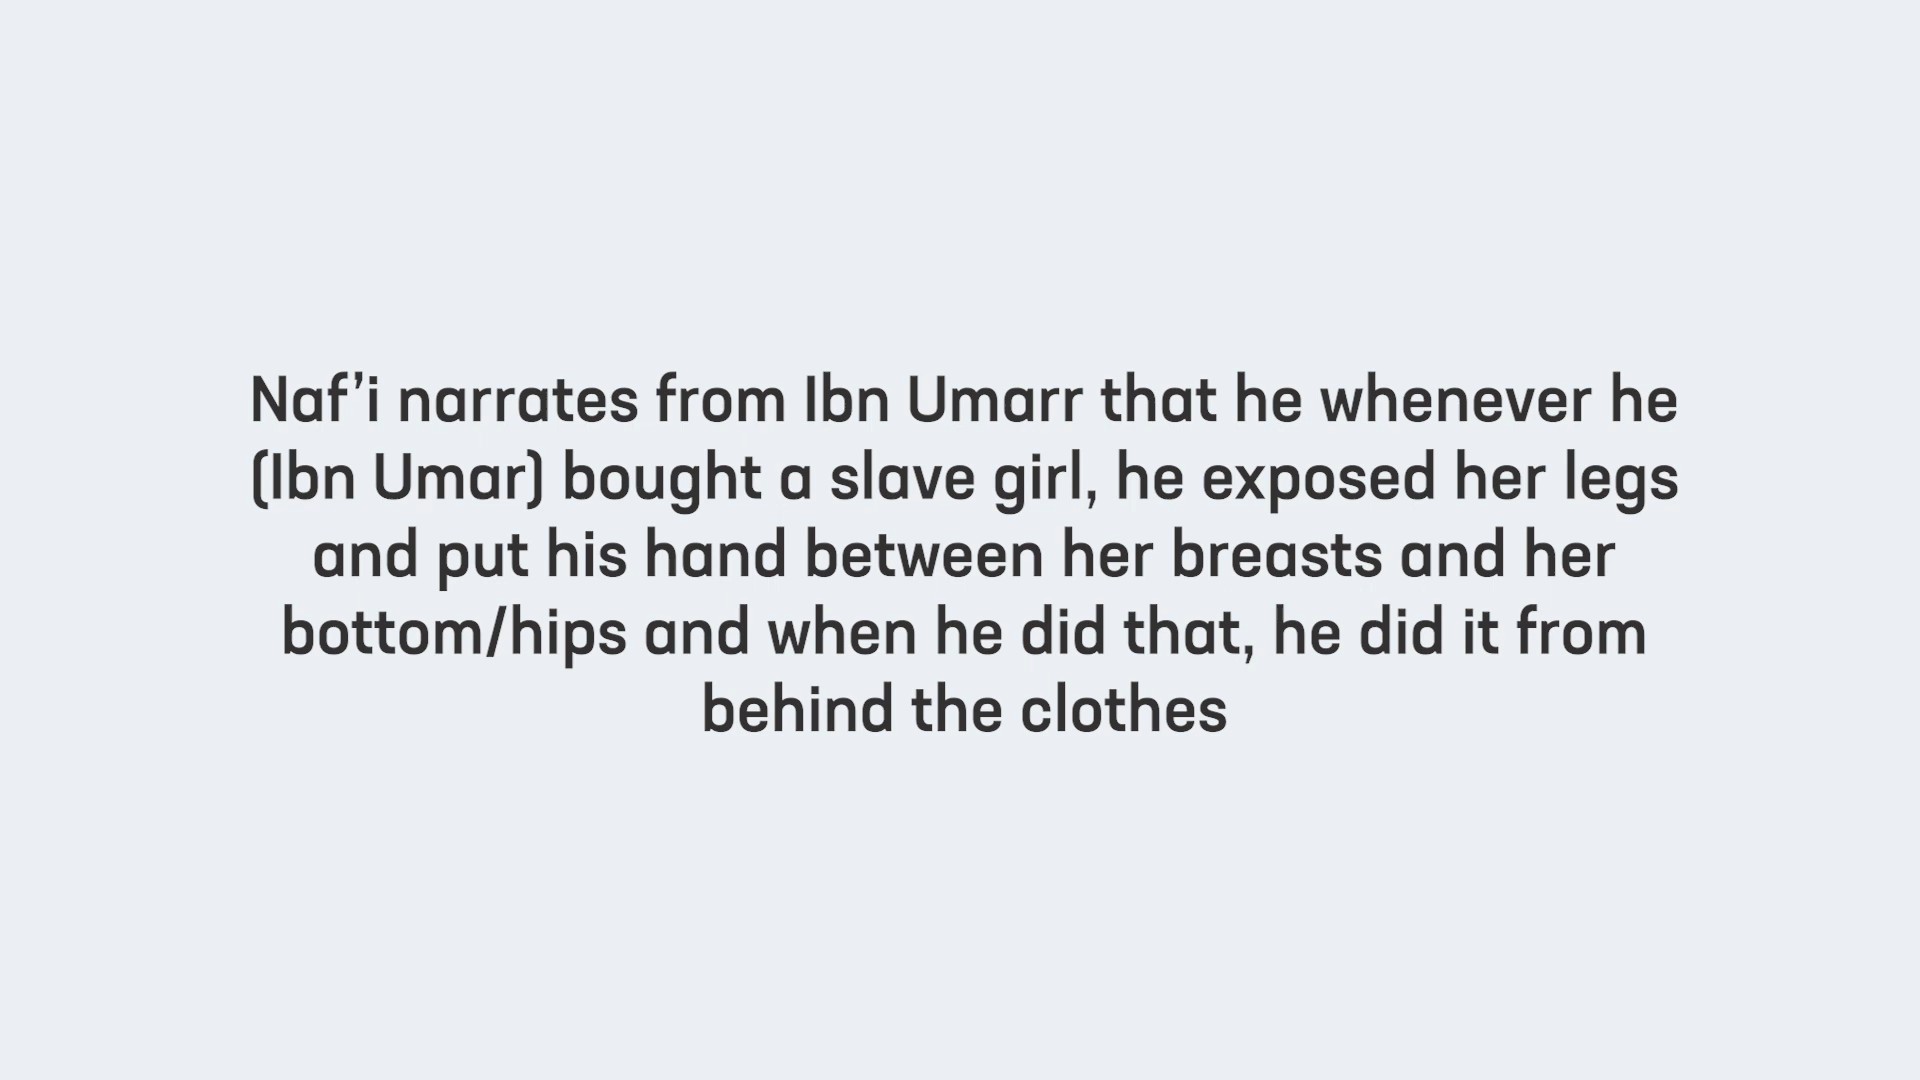 Naf’i narrates from Ibn Umarr that he whenever he
(Ibn Umar) bought a slave girl, he exposed her legs
and put his hand between her breasts and her
bottom/hips and when he did that, he did it from
behind the clothes